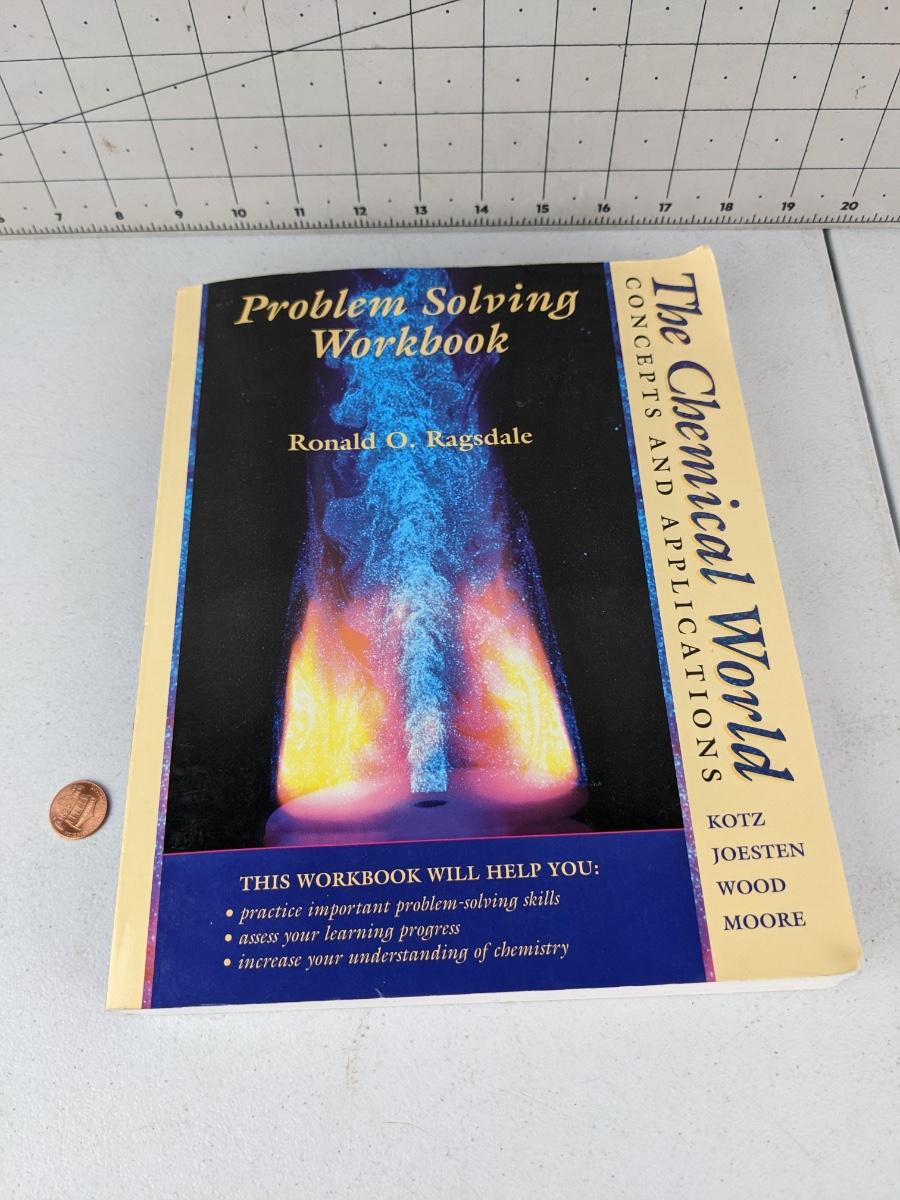 6 7 8 9 10 11 12 13 14 15 16 17 18 19 20
Problem Solving
Workbook
Ronald O. Ragsdale
The Chemical World
CONCEPTS AND APPLICATIONS
KOTZ
JOESTEN
WOOD
MOORE
THIS WORKBOOK WILL HELP YOU:
• practice important problem-solving skills
• assess your learning progress
• increase your understanding of chemistry